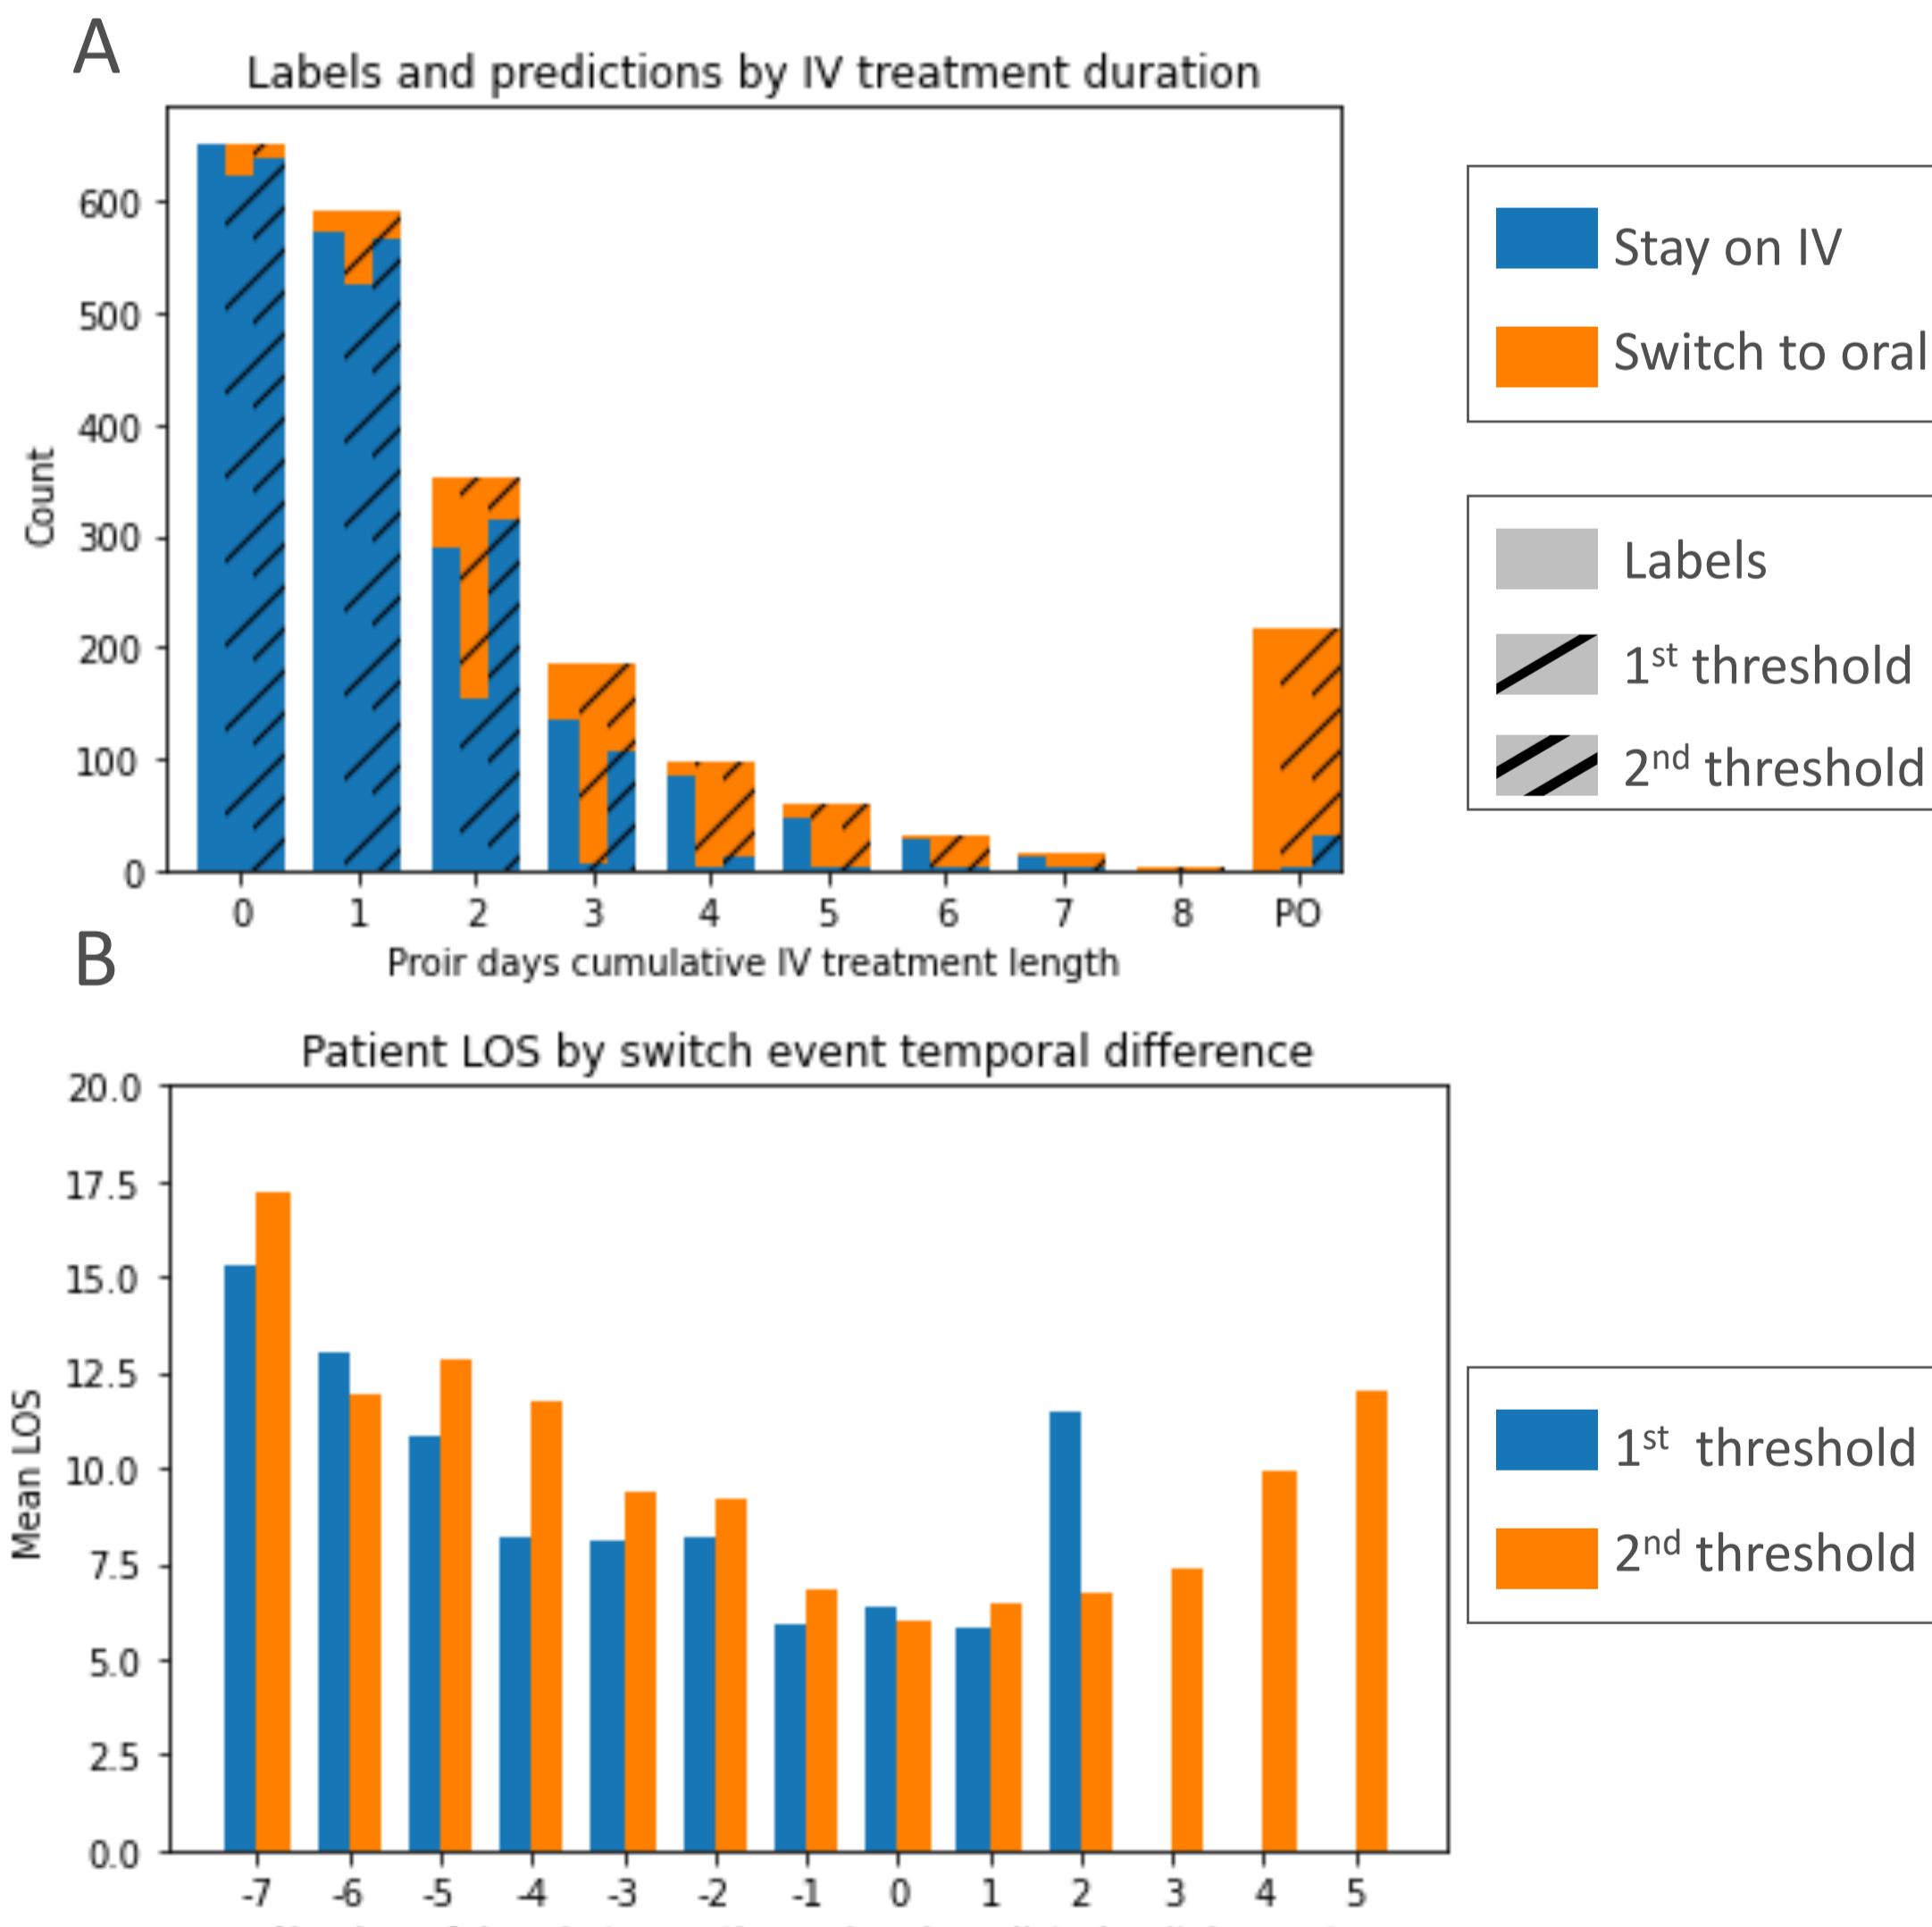 A
Labels and predictions by IV treatment duration
600
500
400
300
200
100
0
Count
0 1 2 3 4 5 6 7 8 PO
Proir days cumulative IV treatment length
Stay on IV
Switch to oral
Labels
1st threshold
2nd threshold
B
Patient LOS by switch event temporal difference
20.0
17.5
15.0
12.5
10.0
7.5
5.0
2.5
0.0
Mean LOS
-7 -6 -5 -4 -3 -2 -1 0 1 2 3 4 5
1st threshold
2nd threshold